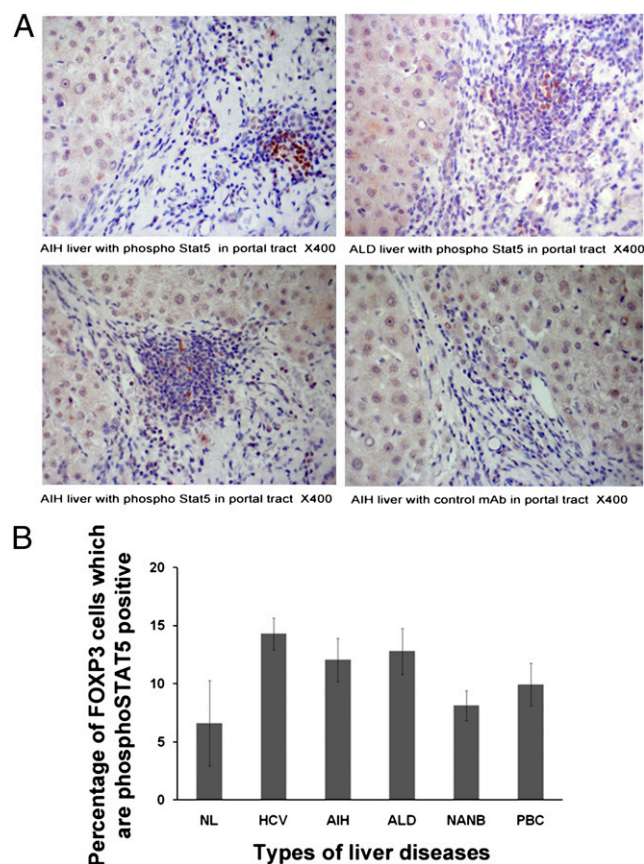 A
AIH liver with phospho Stat5 in portal tract X400
ALD liver with phospho Stat5 in portal tract X400
AIH liver with phospho Stat5 in portal tract X400
AIH liver with control mAb in portal tract X400
B
Percentage of FOXP3 cells which
are phosphoSTAT5 positive
20
15
10
5
0
NL HCV AIH ALD NANB PBC
Types of liver diseases